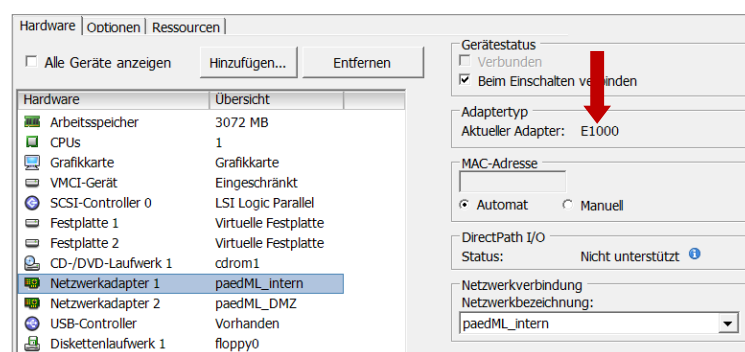 Hardware Optionen Ressourcen
Alle Geräte anzeigen Hinzufügen... Entfernen
Hardware Übersicht
Arbeitsspeicher 3072 MB
CPUs 1
Grafikkarte Grafikkarte
VMCI-Gerät Eingeschränkt
SCSI-Controller 0 LSI Logic Parallel
Festplatte 1 Virtuelle Festplatte
Festplatte 2 Virtuelle Festplatte
CD-/DVD-Laufwerk 1 cdrom1
Netzwerkadapter 1 paedML_intern
Netzwerkadapter 2 paedML_DMZ
USB-Controller Vorhanden
Diskettenlaufwerk 1 floppy0
Gerätestatus
Verbunden
Beim Einschalten verbinden
Adaptertyp
Aktueller Adapter: E1000
MAC-Adresse
Automat Manuell
DirectPath I/O
Status: Nicht unterstützt
Netzwerkverbindung
Netzwerkbezeichnung:
paedML_intern